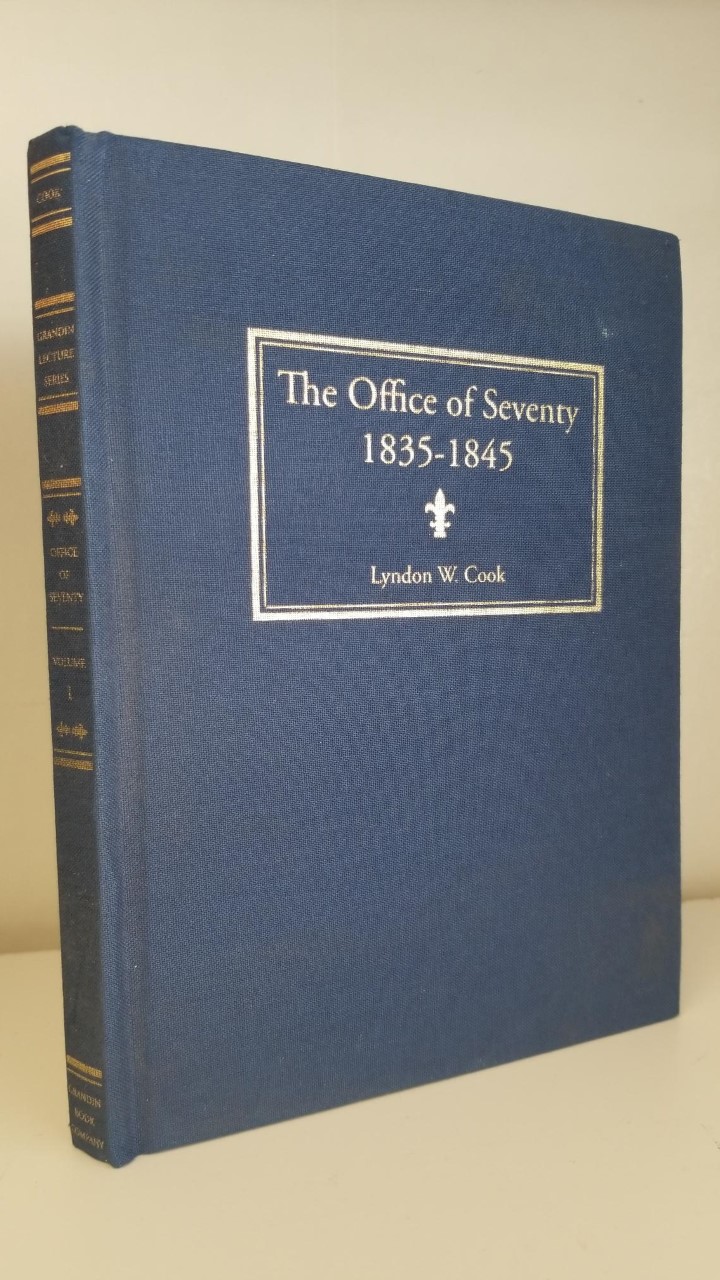 COOK
GRANDIN
LECTURE
SERIES
OFFICE
OF
SEVENTY
VOLUME
1
GRANDIN
BOOK
COMPANY
The Office of Seventy
1835-1845
Lyndon W. Cook